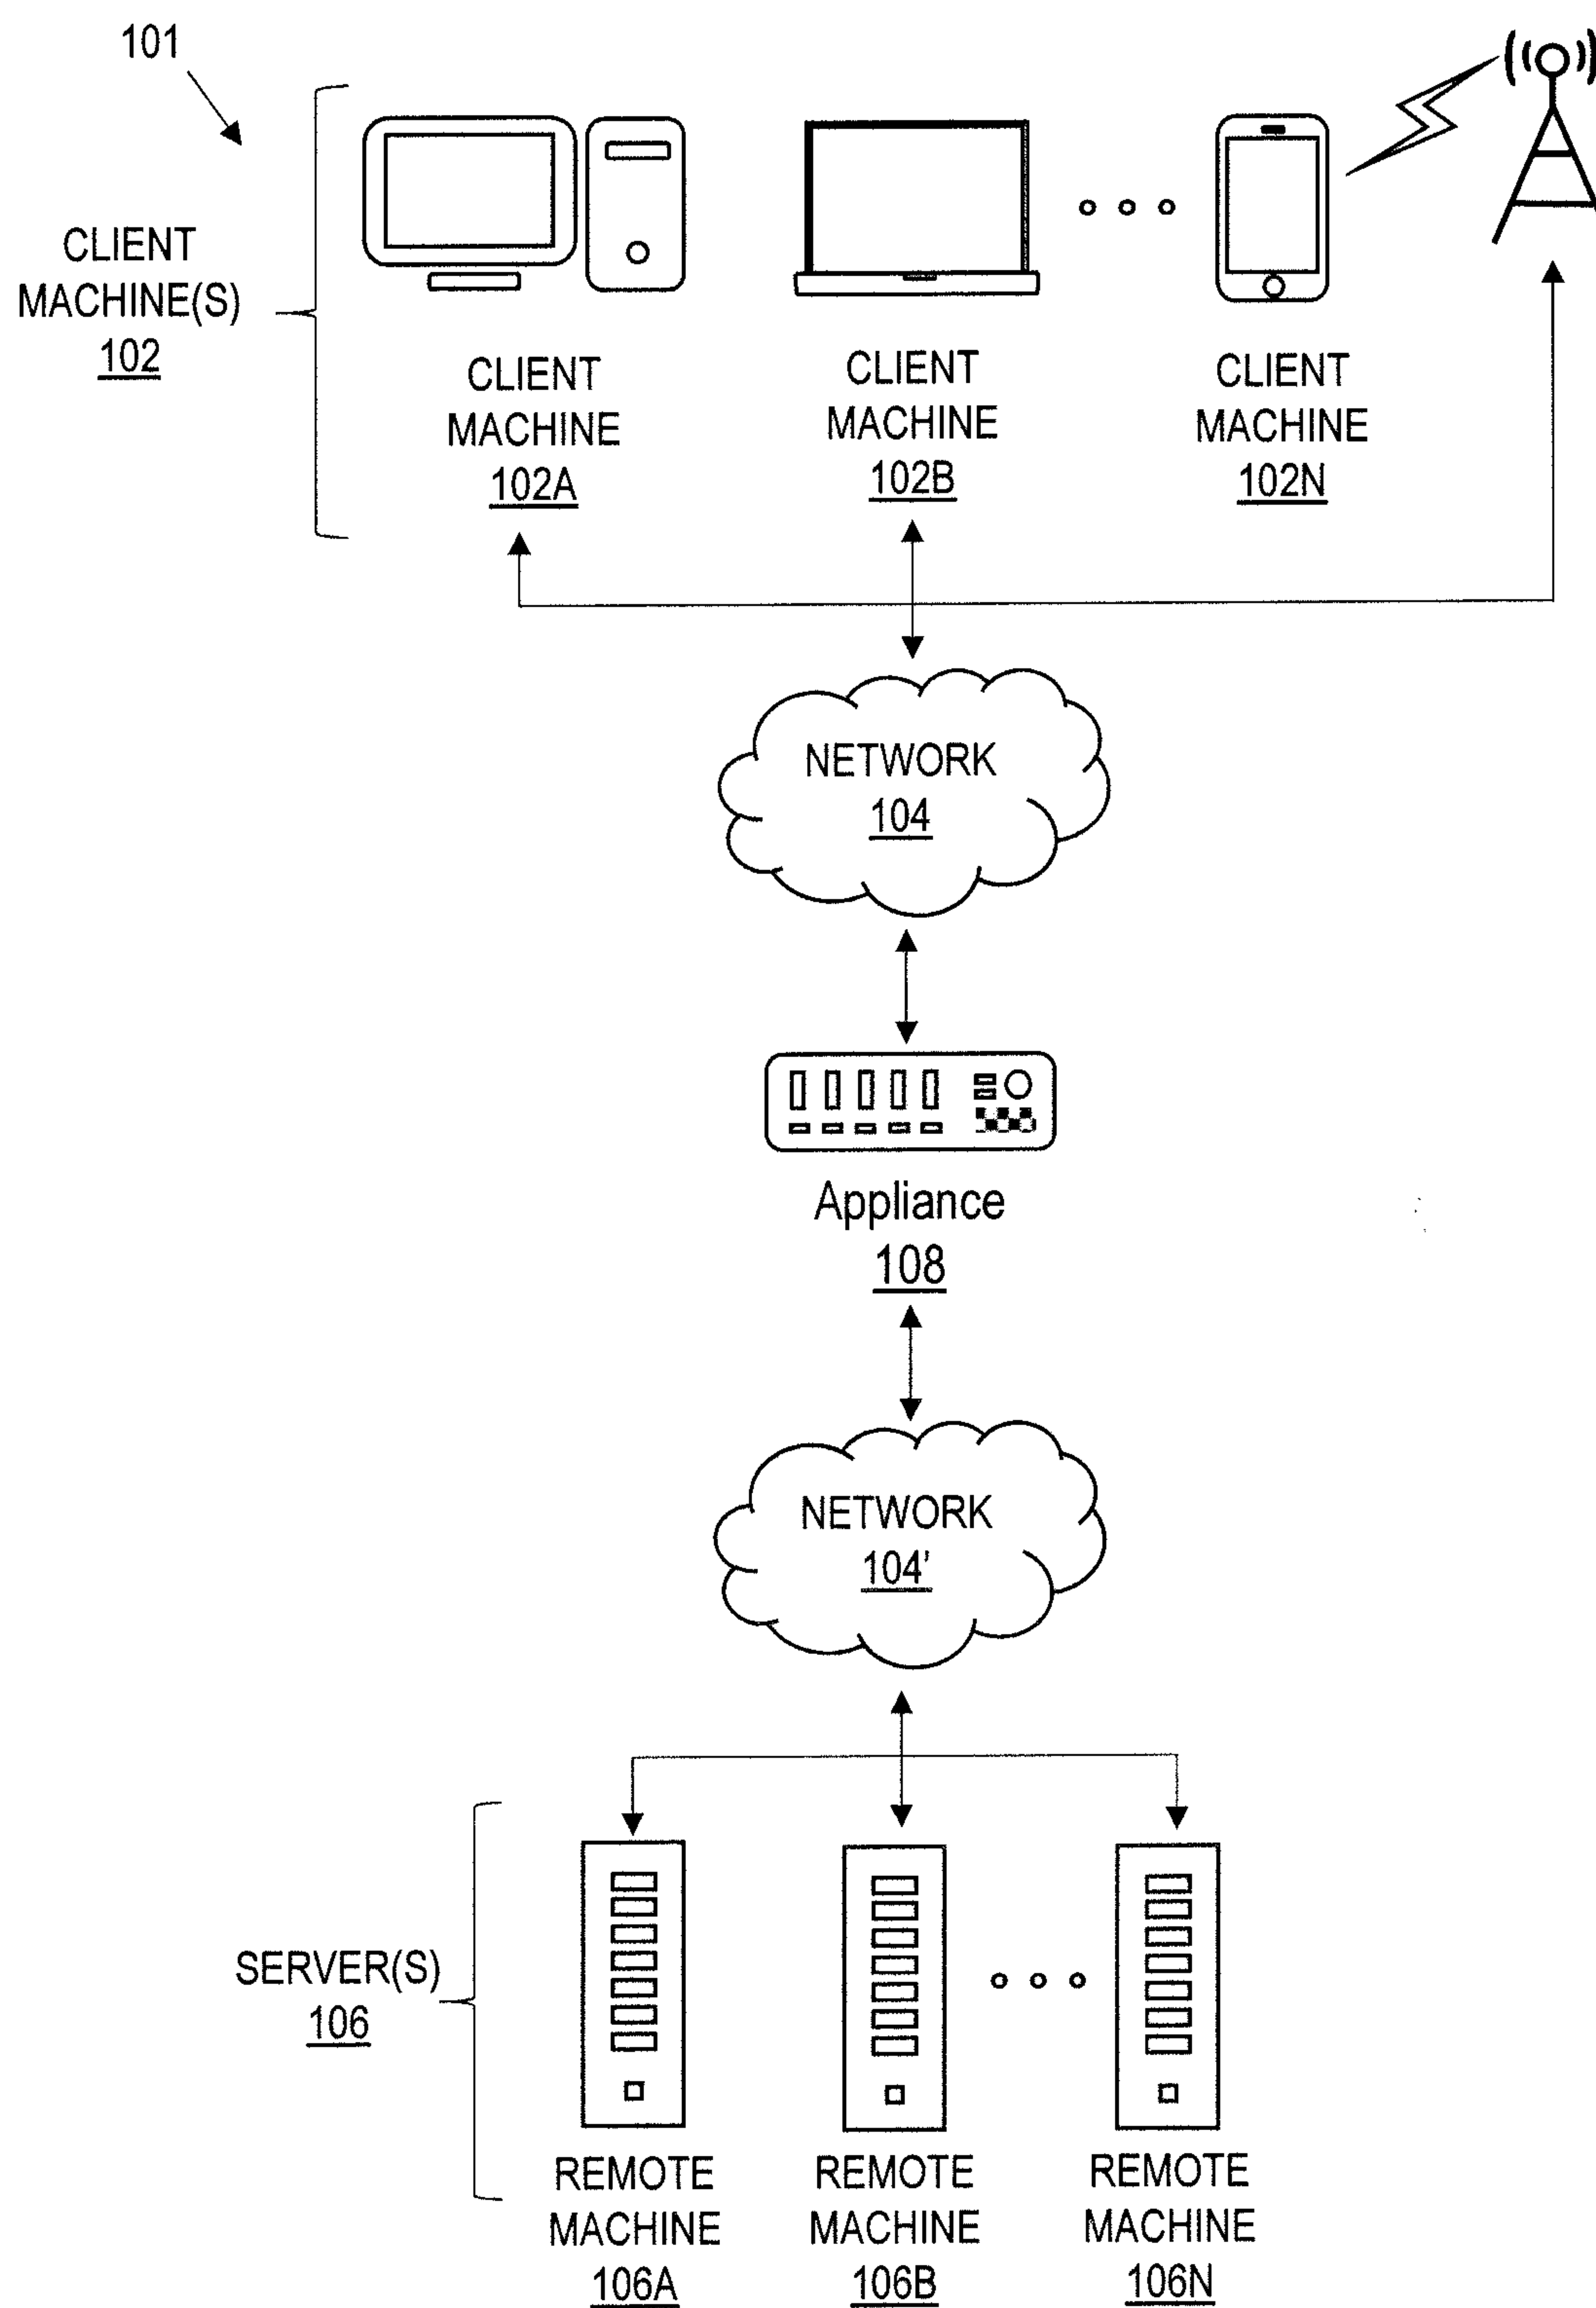 101
CLIENT
MACHINE(S)
102
CLIENT
MACHINE
102A
CLIENT
MACHINE
102B
CLIENT
MACHINE
102N
NETWORK
104
Appliance
108
NETWORK
104'
SERVER(S)
106
REMOTE
MACHINE
106A
REMOTE
MACHINE
106B
REMOTE
MACHINE
106N